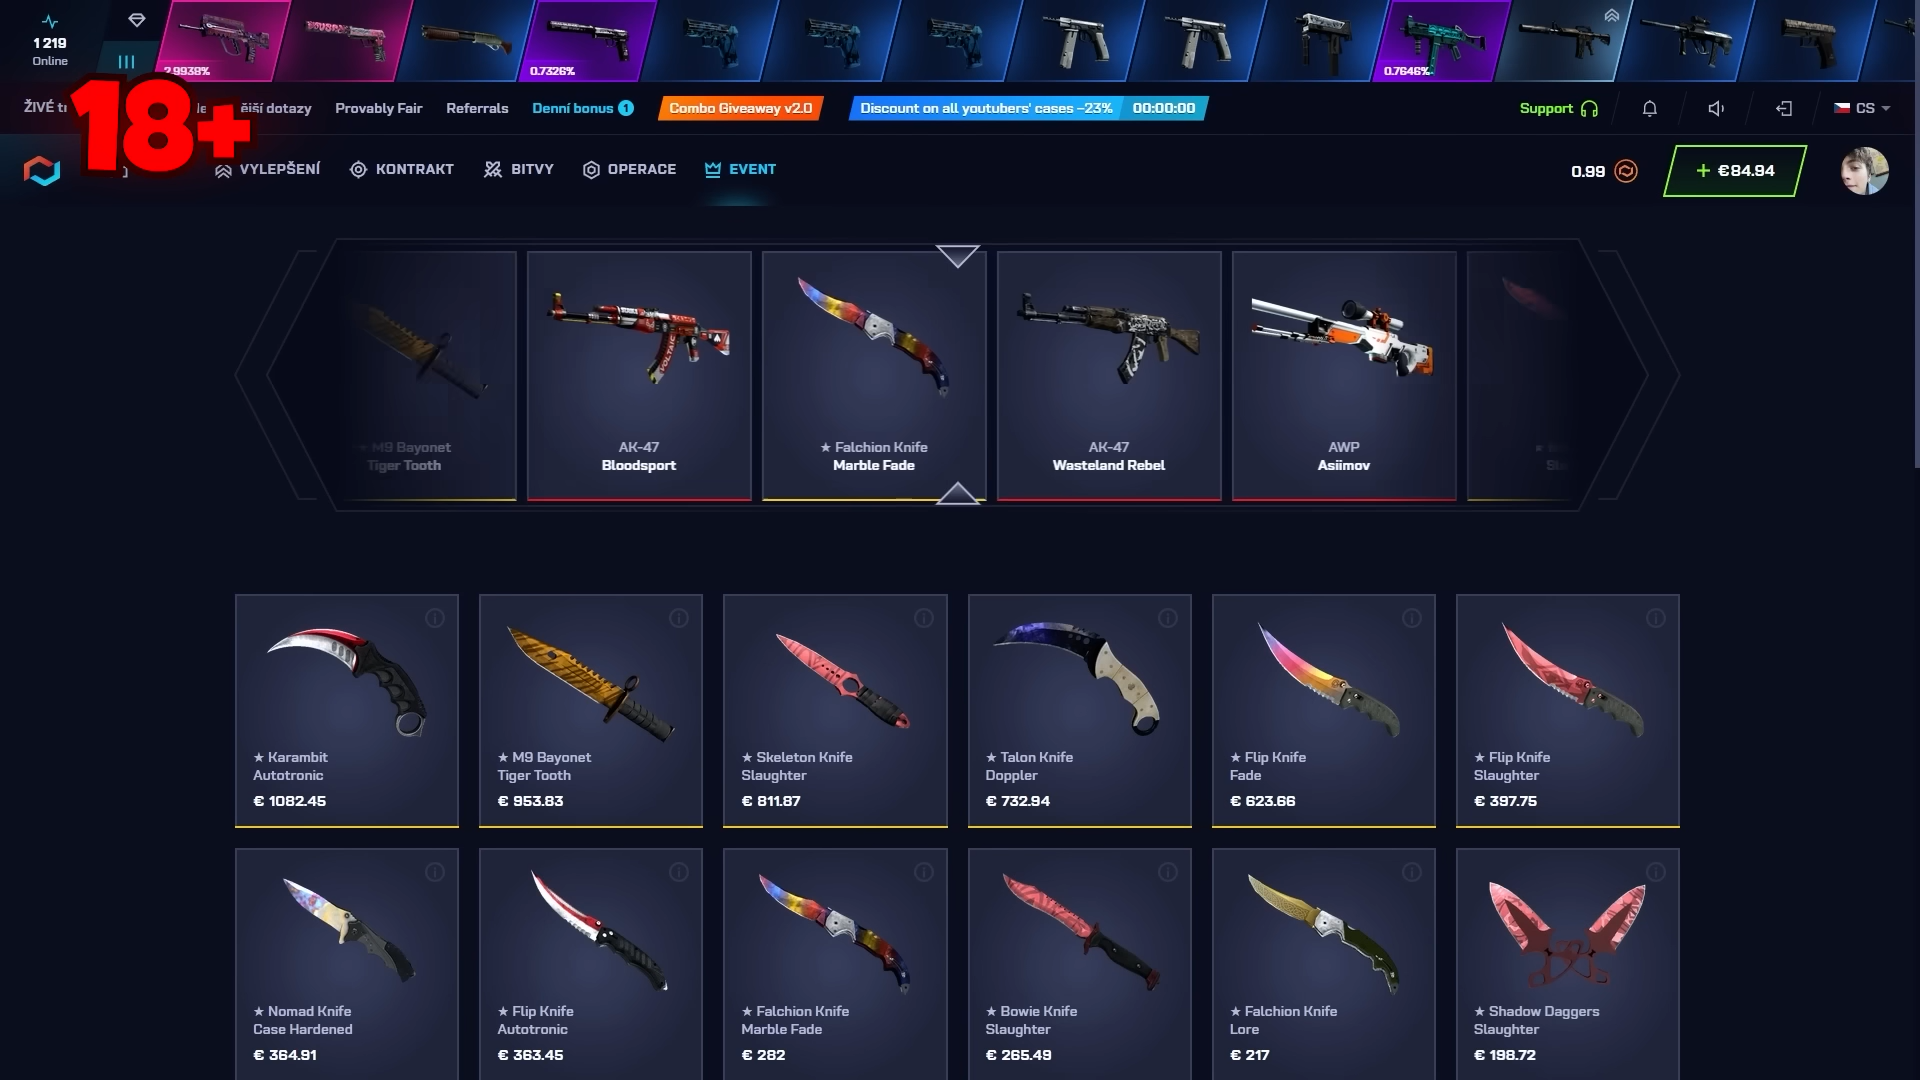 1 219
Online
2.9938%
0.7326%
0.7646%
18+
ŽIVÉ
ější dotazy
Provably Fair
Referrals
Denní bonus 1
Combo Giveaway v2.0
Discount on all youtubers' cases –23% 00:00:00
Support
CS
VYLEPŠENÍ
KONTRAKT
BITVY
OPERACE
EVENT
0.99
+ €84.94
★ M9 Bayonet
Tiger Tooth
AK-47
Bloodsport
★ Falchion Knife
Marble Fade
AK-47
Wasteland Rebel
AWP
Asiimov
★ Karambit
Autotronic
€ 1082.45
★ M9 Bayonet
Tiger Tooth
€ 953.83
★ Skeleton Knife
Slaughter
€ 811.87
★ Talon Knife
Doppler
€ 732.94
★ Flip Knife
Fade
€ 623.66
★ Flip Knife
Slaughter
€ 397.75
★ Nomad Knife
Case Hardened
€ 364.91
★ Flip Knife
Autotronic
€ 363.45
★ Falchion Knife
Marble Fade
€ 282
★ Bowie Knife
Slaughter
€ 265.49
★ Falchion Knife
Lore
€ 217
★ Shadow Daggers
Slaughter
€ 198.72